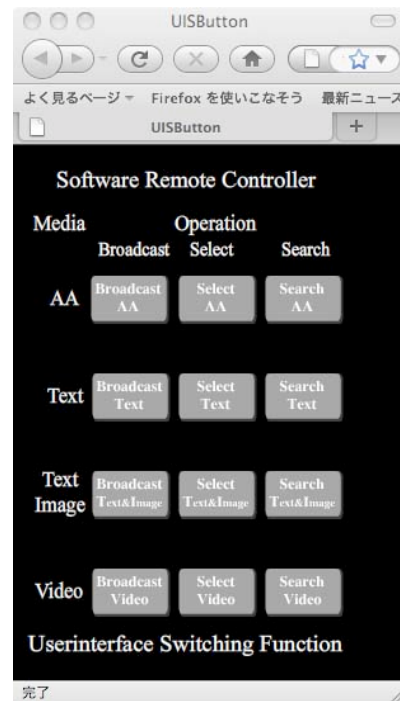 UISButton
よく見るページ Firefox を使いこなそう 最新ニュース
UISButton +
Software Remote Controller
Media Operation
Broadcast Select Search
AA
Broadcast AA
Select AA
Search AA
Text
Broadcast Text
Select Text
Search Text
Text Image
Broadcast Text&Image
Select Text&Image
Search Text&Image
Video
Broadcast Video
Select Video
Search Video
Userinterface Switching Function
完了